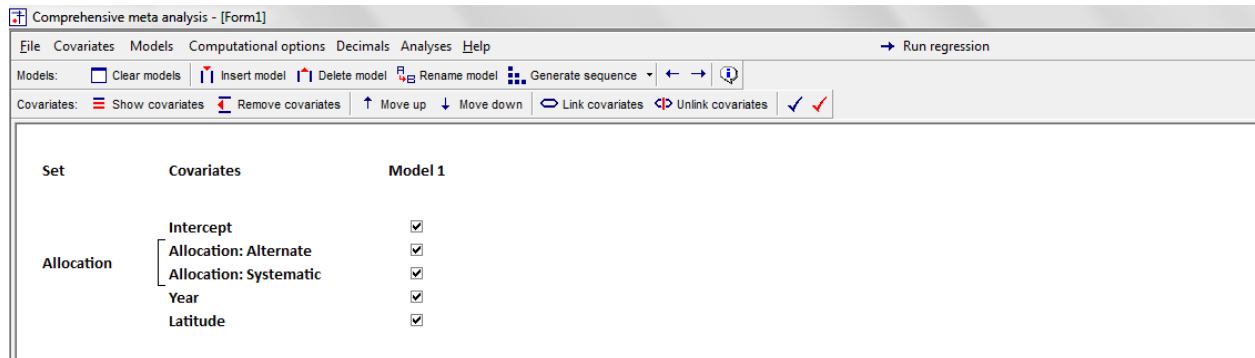 Comprehensive meta analysis - [Form1]
File Covariates Models Computational options Decimals Analyses Help → Run regression
Models: Clear models Insert model Delete model Rename model Generate sequence
Covariates: Show covariates Remove covariates Move up Move down Link covariates Unlink covariates
Set Covariates Model 1
Intercept
Allocation: Alternate
Allocation
Allocation: Systematic
Year
Latitude